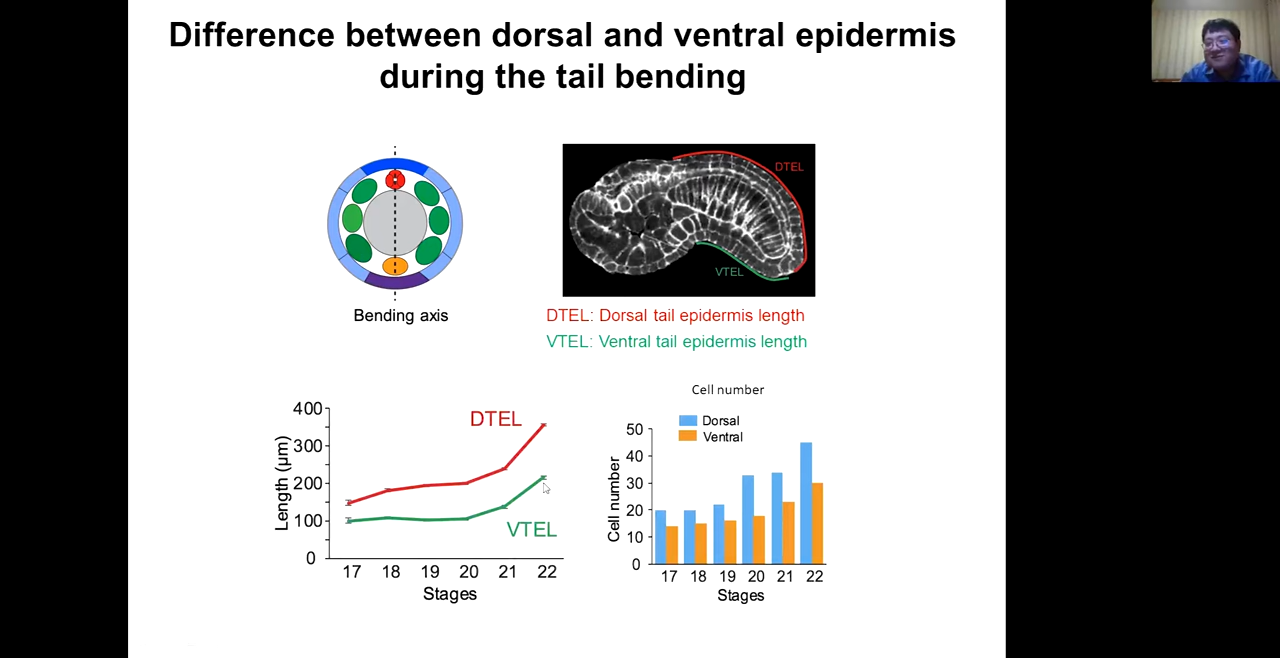 Difference between dorsal and ventral epidermis
during the tail bending
DTEL
VTEL
Bending axis
DTEL: Dorsal tail epidermis length
VTEL: Ventral tail epidermis length
Length (μm)
400
300
200
100
0
DTEL
VTEL
17 18 19 20 21 22
Stages
Cell number
Dorsal
Ventral
Cell number
50
40
30
20
10
0
17 18 19 20 21 22
Stages